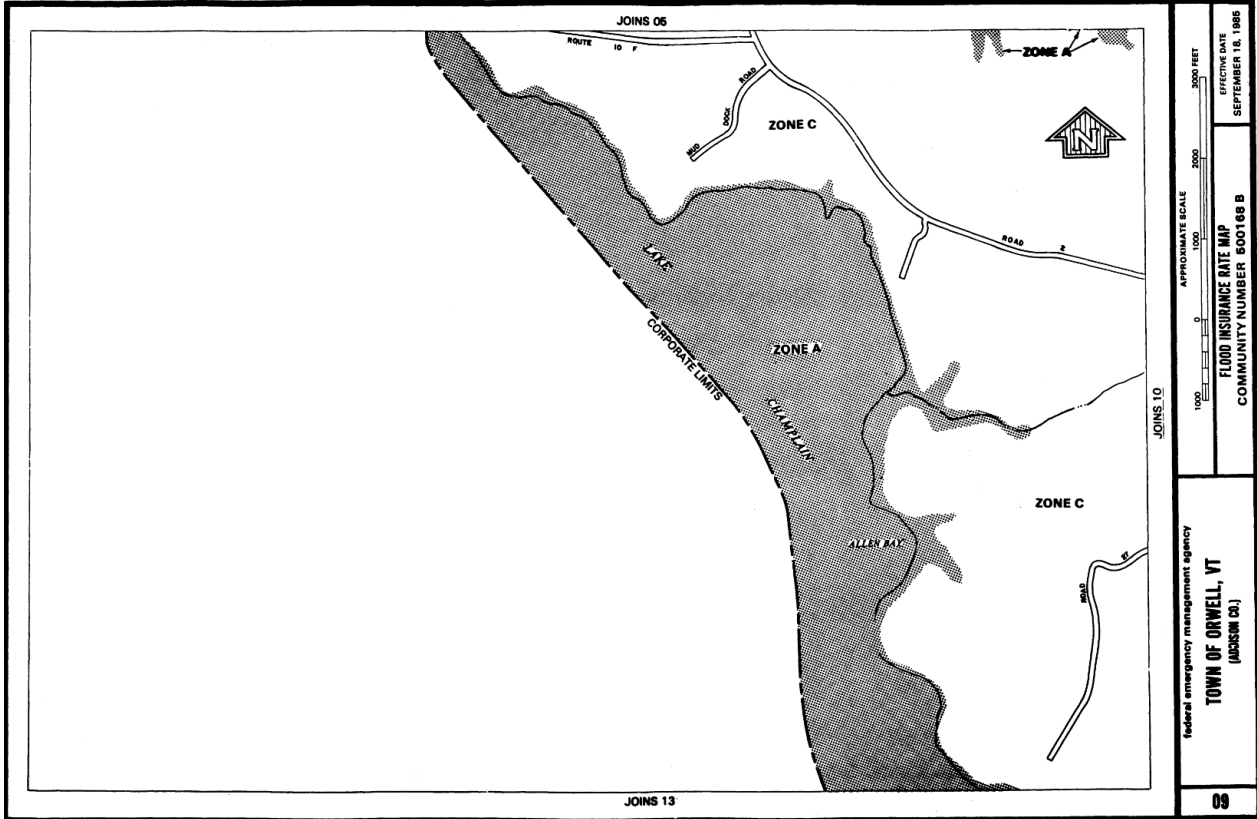 JOINS 05
ROUTE 10 F
ZONE A
MUD DOCK ROAD
ZONE C
N
LAKE
ROAD 2
CORPORATE LIMITS
ZONE A
CHAMPLAIN
JOINS 10
ZONE C
ALLEN BAY
ROAD 27
JOINS 13
APPROXIMATE SCALE
1000 0 1000 2000 3000 FEET
EFFECTIVE DATE
SEPTEMBER 18, 1985
FLOOD INSURANCE RATE MAP
COMMUNITY NUMBER 500168 B
federal emergency management agency
TOWN OF ORWELL, VT
(ADDISON CO.)
09